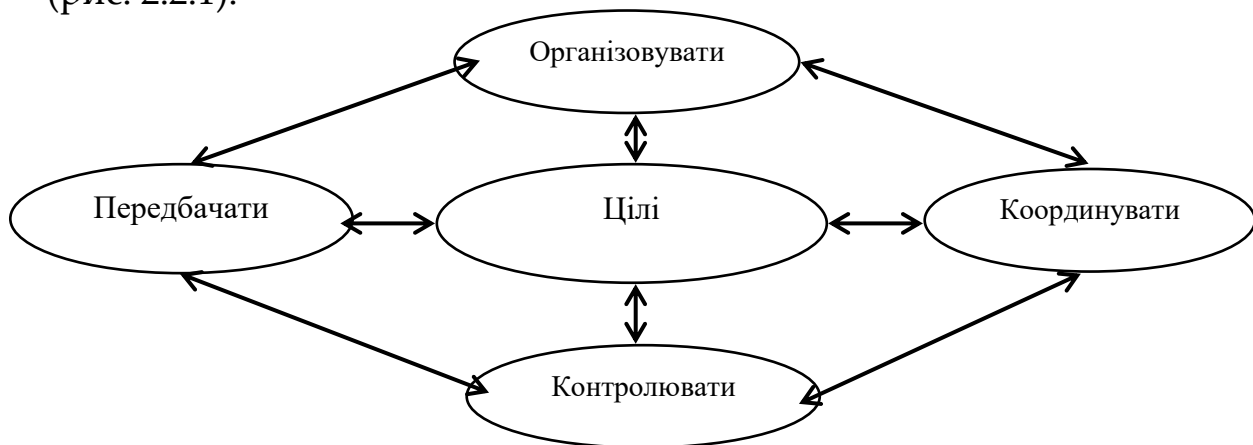 (рис. 2.2.1).
Організовувати
Передбачати
Цілі
Координувати
Контролювати